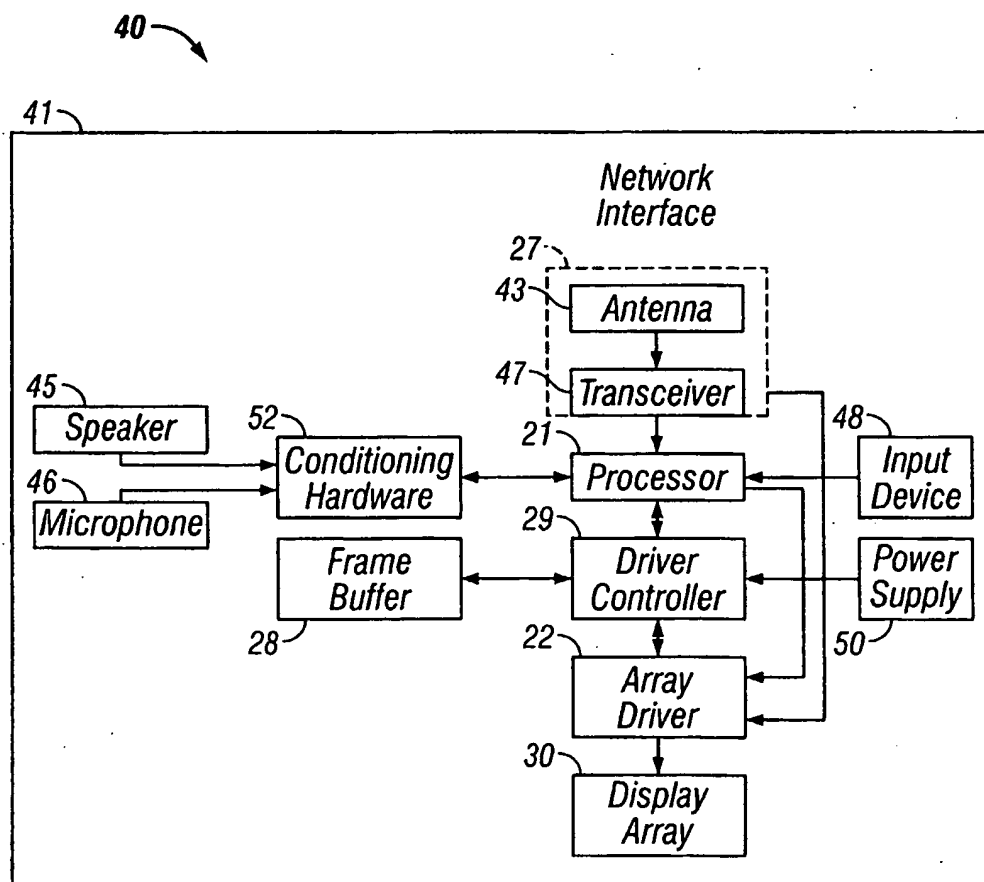 40
41
Network
Interface
27
43
Antenna
47
Transceiver
45
Speaker
52
Conditioning
Hardware
21
Processor
48
Input
Device
46
Microphone
29
Driver
Controller
Frame
Buffer
28
Power
Supply
50
22
Array
Driver
30
Display
Array